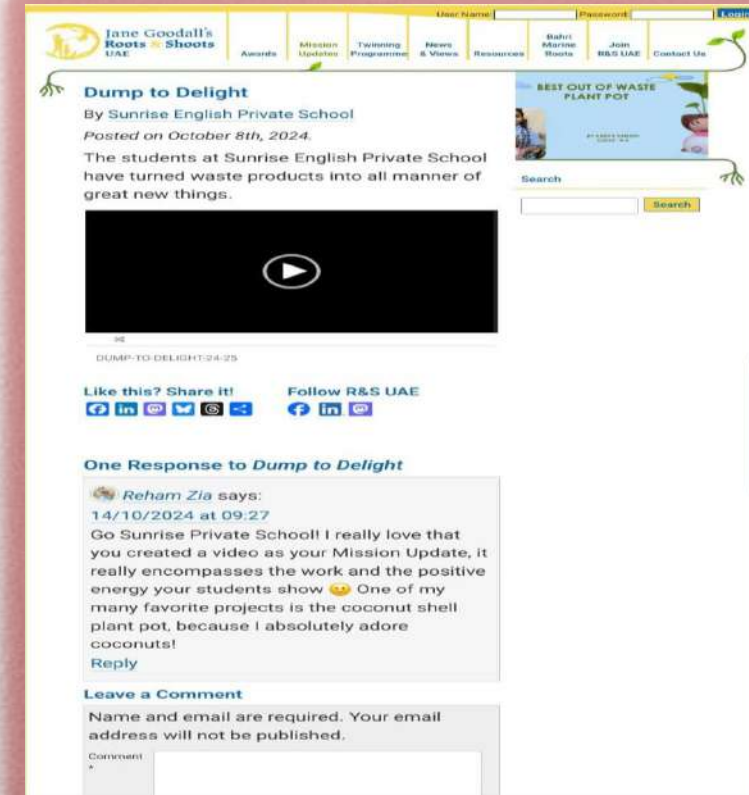 User Name: Password: Login
Jane Goodall's
Roots & Shoots
UAE
Awards
Mission
Updates
Twinning
Programme
News
& Views
Resources
Bahri
Marine
Roots
Join
R&S UAE
Contact Us
Dump to Delight
By Sunrise English Private School
Posted on October 8th, 2024.
The students at Sunrise English Private School
have turned waste products into all manner of
great new things.
DUMP-TO-DELIGHT-24-25
Like this? Share it!
Follow R&S UAE
One Response to Dump to Delight
Reham Zia says:
14/10/2024 at 09:27
Go Sunrise Private School! I really love that
you created a video as your Mission Update, it
really encompasses the work and the positive
energy your students show 🙂 One of my
many favorite projects is the coconut shell
plant pot, because I absolutely adore
coconuts!
Reply
Leave a Comment
Name and email are required. Your email
address will not be published.
Comment
*
BEST OUT OF WASTE
PLANT POT
Search
Search